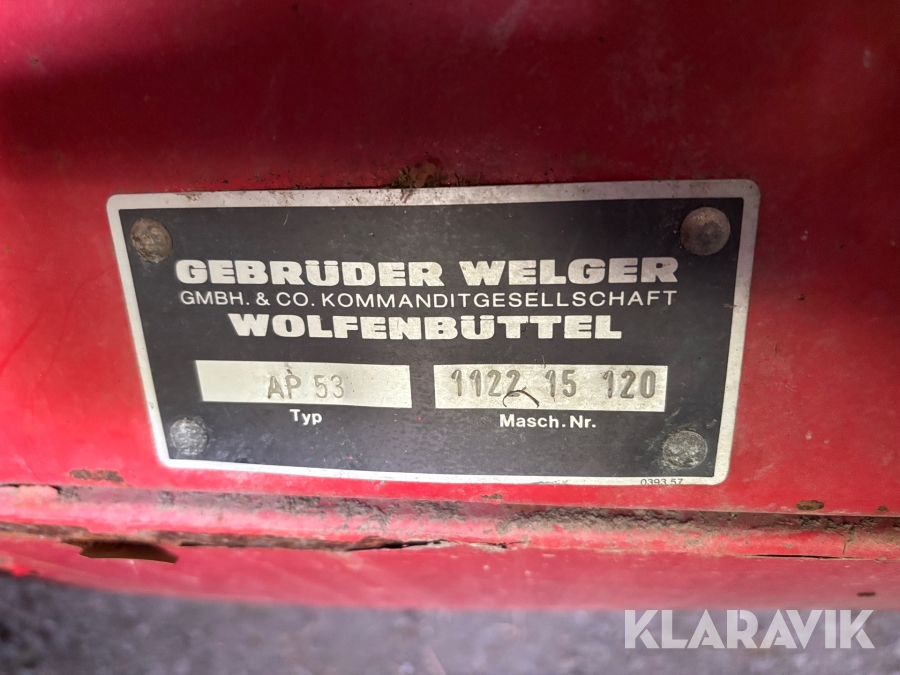 GEBRÜDER WELGER
GMBH. & CO. KOMMANDITGESELLSCHAFT
WOLFENBÜTTEL
AP 53 1122 15 120
Typ Masch. Nr.
0393 57
KLARAVIK